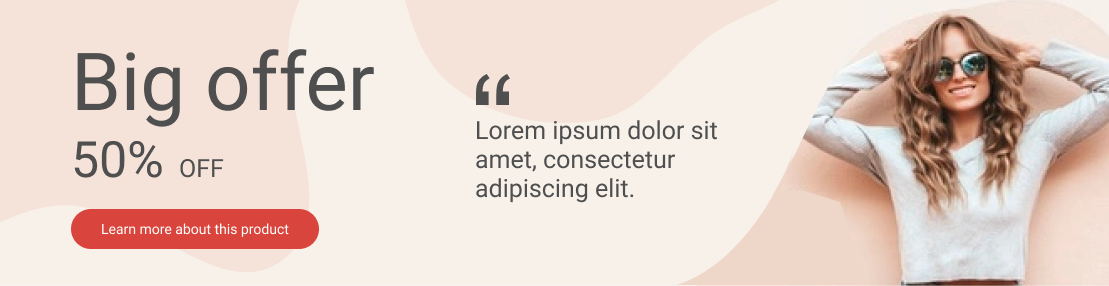 Big offer
50% OFF
Learn more about this product
“
Lorem ipsum dolor sit
amet, consectetur
adipiscing elit.